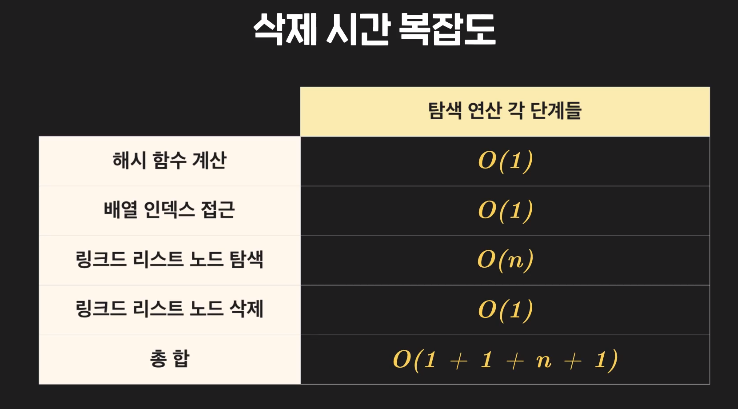 삭제 시간 복잡도
탐색 연산 각 단계들
해시 함수 계산 O(1)
배열 인덱스 접근 O(1)
링크드 리스트 노드 탐색 O(n)
링크드 리스트 노드 삭제 O(1)
총 합 O(1 + 1 + n + 1)